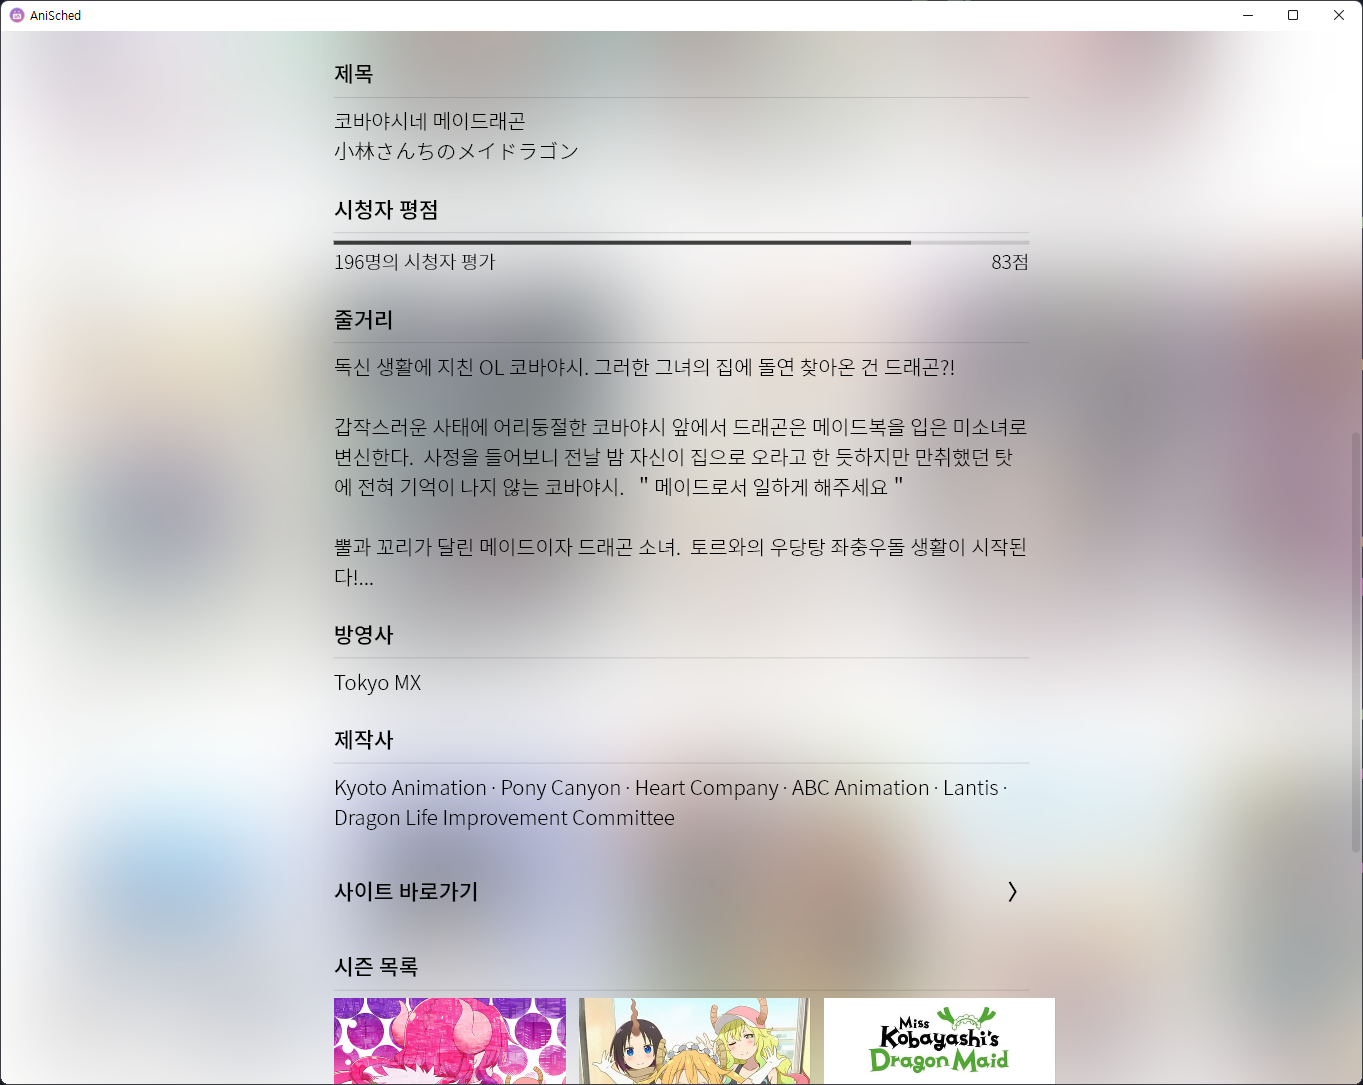 AniSched
제목
코바야시네 메이드래곤
小林さんちのメイドラゴン
시청자 평점
196명의 시청자 평가
83점
줄거리
독신 생활에 지친 OL 코바야시. 그러한 그녀의 집에 돌연 찾아온 건 드래곤?!
갑작스러운 사태에 어리둥절한 코바야시 앞에서 드래곤은 메이드복을 입은 미소녀로
변신한다.  사정을 들어보니 전날 밤 자신이 집으로 오라고 한 듯하지만 만취했던 탓
에 전혀 기억이 나지 않는 코바야시.   " 메이드로서 일하게 해주세요 "
뿔과 꼬리가 달린 메이드이자 드래곤 소녀.  토르와의 우당탕 좌충우돌 생활이 시작된
다!...
방영사
Tokyo MX
제작사
Kyoto Animation · Pony Canyon · Heart Company · ABC Animation · Lantis ·
Dragon Life Improvement Committee
사이트 바로가기
시즌 목록
Miss
Kobayashi's
Dragon Maid